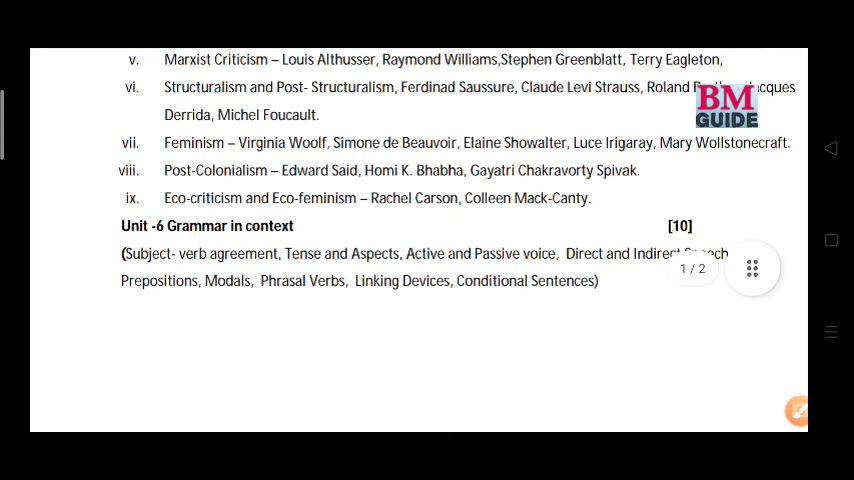 v. Marxist Criticism – Louis Althusser, Raymond Williams,Stephen Greenblatt, Terry Eagleton,
vi. Structuralism and Post- Structuralism, Ferdinad Saussure, Claude Levi Strauss, Roland
Derrida, Michel Foucault.
BM
GUIDE
vii. Feminism – Virginia Woolf, Simone de Beauvoir, Elaine Showalter, Luce Irigaray, Mary Wollstonecraft.
viii. Post-Colonialism – Edward Said, Homi K. Bhabha, Gayatri Chakravorty Spivak.
ix. Eco-criticism and Eco-feminism – Rachel Carson, Colleen Mack-Canty.
Unit -6 Grammar in context [10]
(Subject- verb agreement, Tense and Aspects, Active and Passive voice, Direct and Indirect
Prepositions, Modals, Phrasal Verbs, Linking Devices, Conditional Sentences)
1 / 2